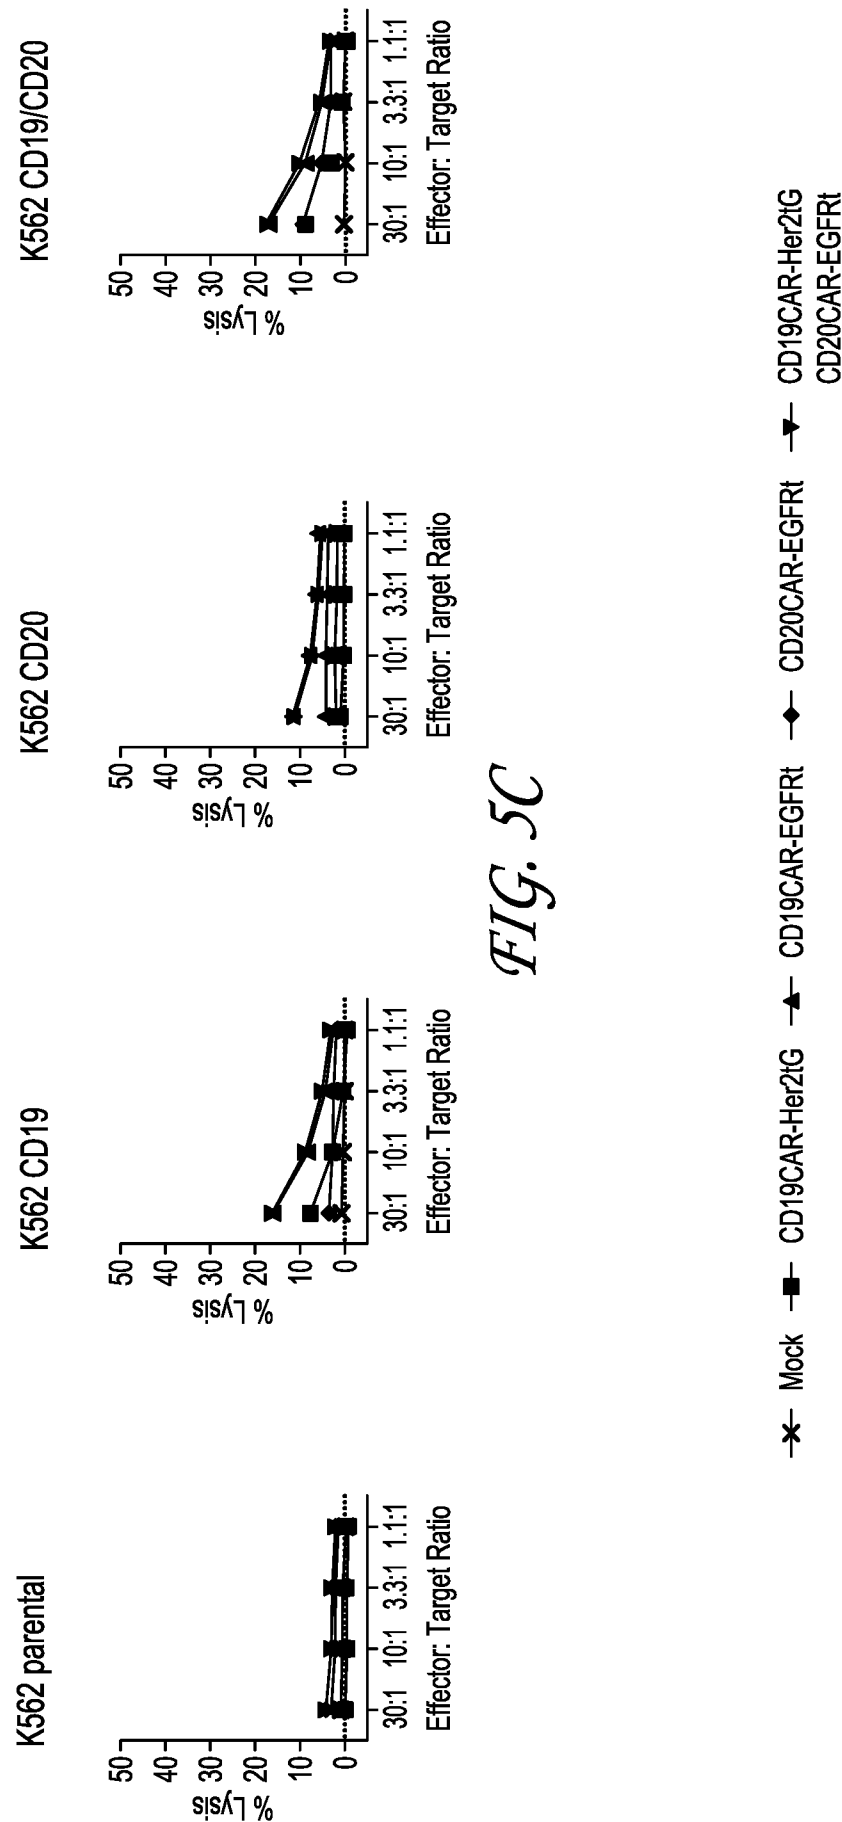 K562 parental
50
40
30
20
10
0
% Lysis
30:1 10:1 3.3:1 1.1:1
Effector: Target Ratio
K562 CD19
50
40
30
20
10
0
% Lysis
30:1 10:1 3.3:1 1.1:1
Effector: Target Ratio
K562 CD20
50
40
30
20
10
0
% Lysis
30:1 10:1 3.3:1 1.1:1
Effector: Target Ratio
K562 CD19/CD20
50
40
30
20
10
0
% Lysis
30:1 10:1 3.3:1 1.1:1
Effector: Target Ratio
FIG. 5C
Mock
CD19CAR-Her2tG
CD19CAR-EGFRt
CD20CAR-EGFRt
CD19CAR-Her2tG
CD20CAR-EGFRt